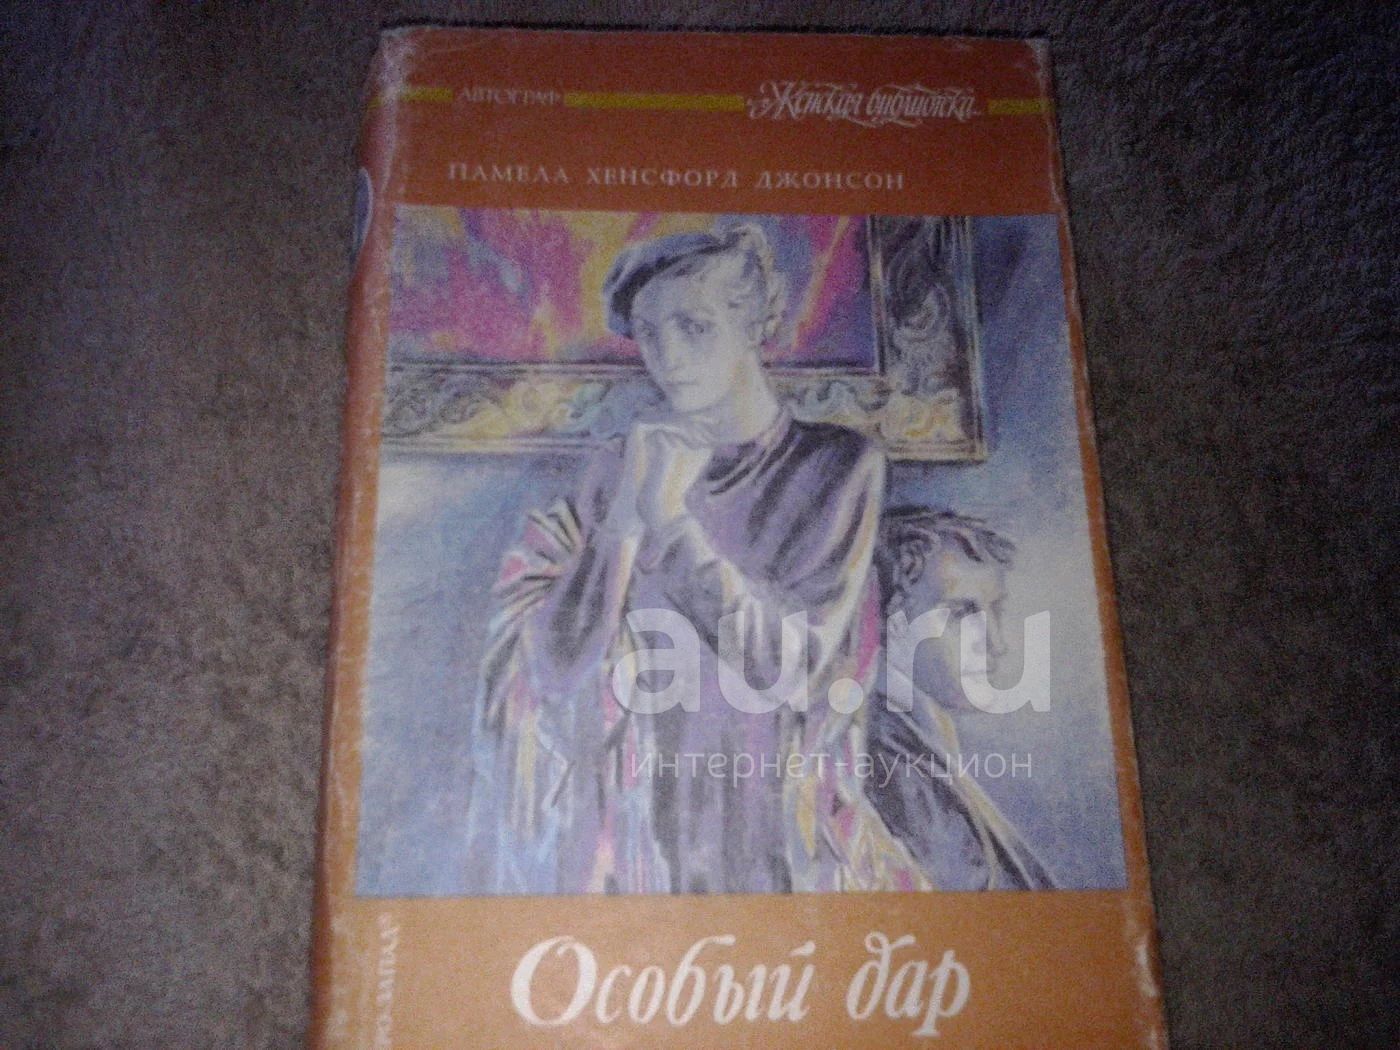 АВТОГРАФ Женская библиотека
ПАМЕЛА ХЕНСФОРД ДЖОНСОН
au.ru
интернет-аукцион
Особый дар